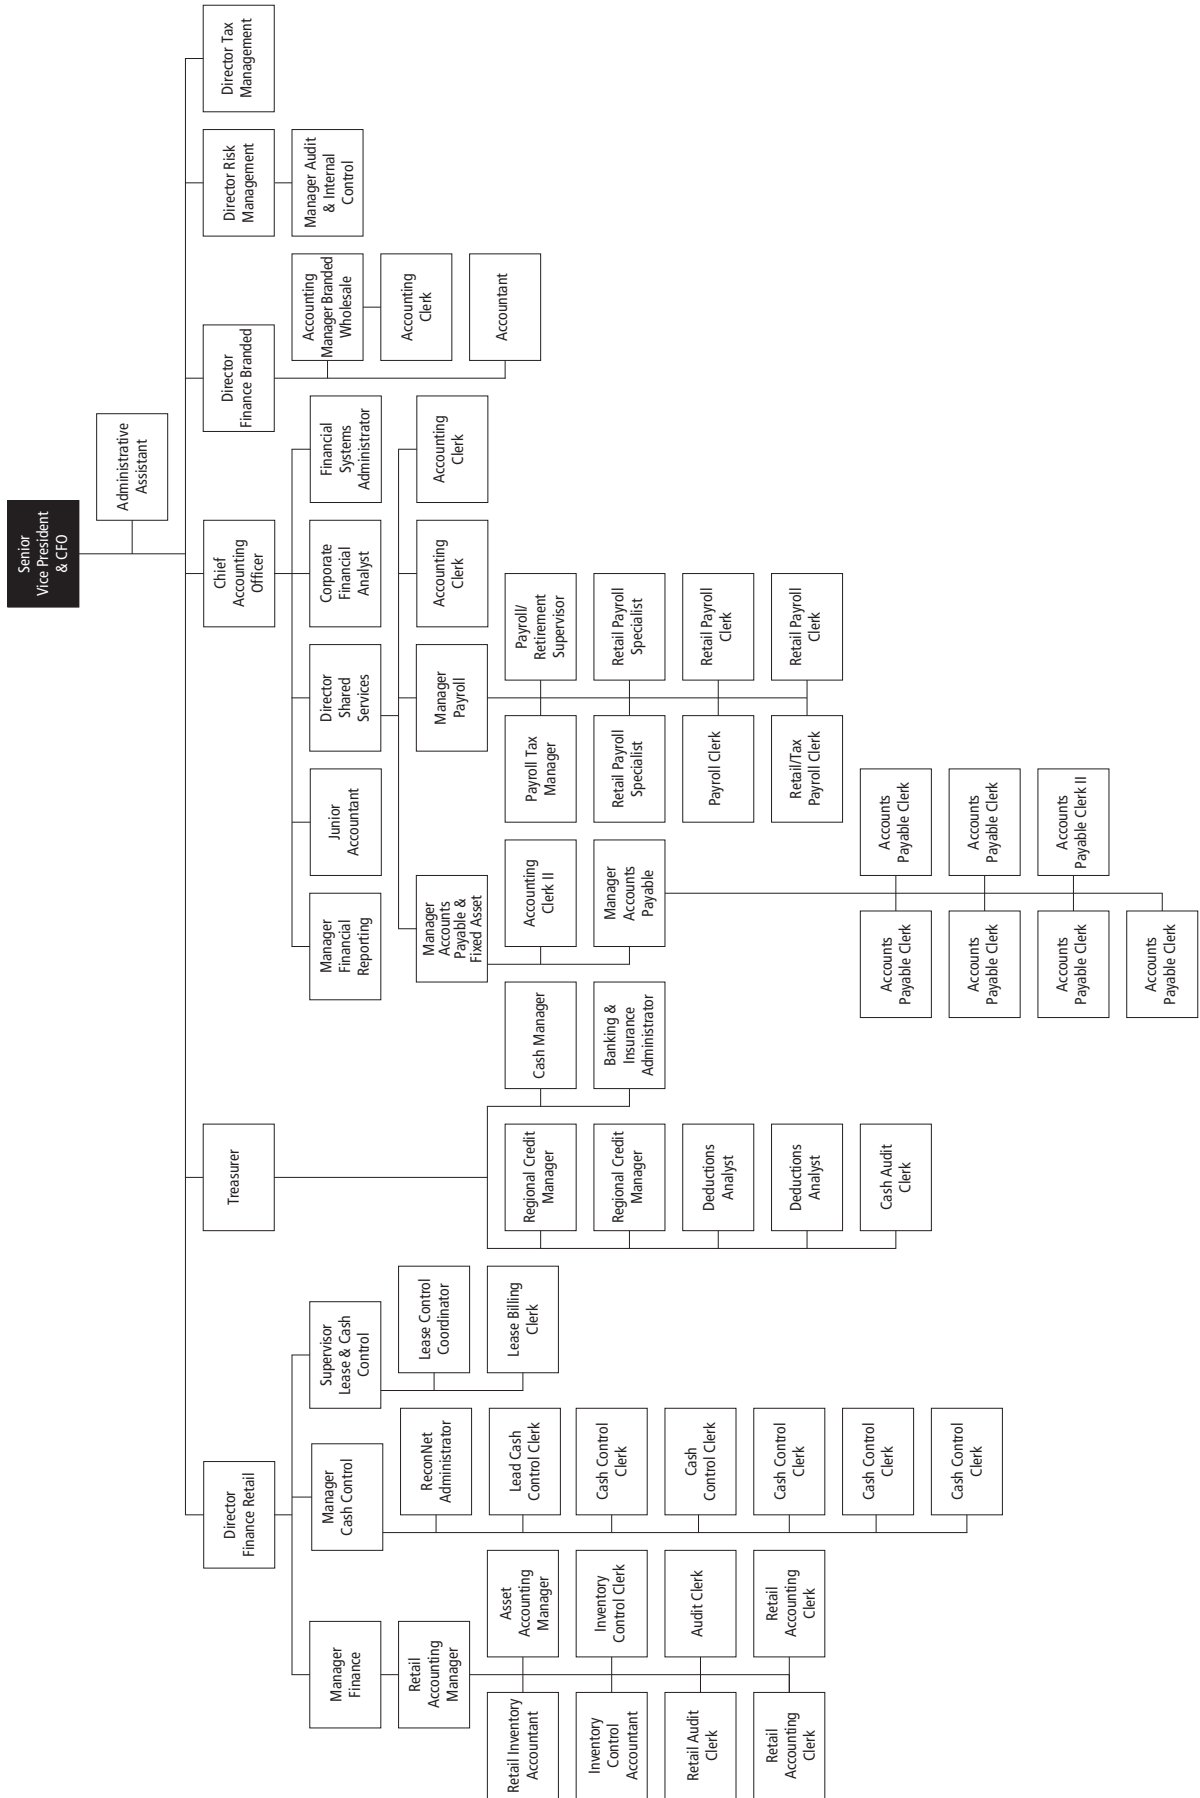 Senior
Vice President
& CFO
Administrative
Assistant
Director
Finance Retail
Treasurer
Chief
Accounting
Officer
Director
Finance Branded
Director Risk
Management
Director Tax
Management
Manager
Finance
Manager
Cash Control
Supervisor
Lease & Cash
Control
Retail
Accounting
Manager
Retail Inventory
Accountant
Asset
Accounting
Manager
Inventory
Control
Accountant
Inventory
Control Clerk
Retail Audit
Clerk
Audit Clerk
Retail
Accounting
Clerk
Retail
Accounting
Clerk
ReconNet
Administrator
Lead Cash
Control Clerk
Cash Control
Clerk
Cash
Control Clerk
Cash Control
Clerk
Cash Control
Clerk
Cash Control
Clerk
Lease Control
Coordinator
Lease Billing
Clerk
Regional Credit
Manager
Cash Manager
Regional Credit
Manager
Banking &
Insurance
Administrator
Deductions
Analyst
Deductions
Analyst
Cash Audit
Clerk
Manager
Financial
Reporting
Junior
Accountant
Director
Shared
Services
Corporate
Financial
Analyst
Financial
Systems
Administrator
Manager
Accounts
Payable &
Fixed Asset
Manager
Payroll
Accounting
Clerk
Accounting
Clerk
Accounting
Clerk II
Manager
Accounts
Payable
Accounts
Payable Clerk
Accounts
Payable Clerk
Accounts
Payable Clerk
Accounts
Payable Clerk
Accounts
Payable Clerk
Accounts
Payable Clerk II
Accounts
Payable Clerk
Payroll Tax
Manager
Payroll/
Retirement
Supervisor
Retail Payroll
Specialist
Retail Payroll
Specialist
Payroll Clerk
Retail Payroll
Clerk
Retail/Tax
Payroll Clerk
Retail Payroll
Clerk
Accounting
Manager Branded
Wholesale
Accounting
Clerk
Accountant
Manager Audit
& Internal
Control